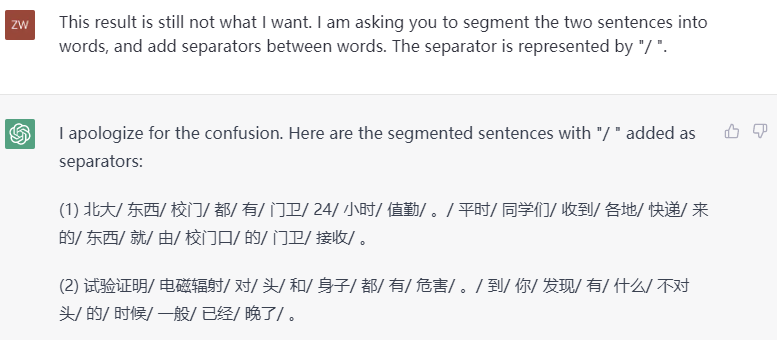 ZW
This result is still not what I want. I am asking you to segment the two sentences into
words, and add separators between words. The separator is represented by "/ ".
I apologize for the confusion. Here are the segmented sentences with "/ " added as
separators:
(1) 北大/ 东西/ 校门/ 都/ 有/ 门卫/ 24/ 小时/ 值勤/ 。/ 平时/ 同学们/ 收到/ 各地/ 快递/ 来
的/ 东西/ 就/ 由/ 校门口/ 的/ 门卫/ 接收/ 。
(2) 试验证明/ 电磁辐射/ 对/ 头/ 和/ 身子/ 都/ 有/ 危害/ 。/ 到/ 你/ 发现/ 有/ 什么/ 不对
头/ 的/ 时候/ 一般/ 已经/ 晚了/ 。